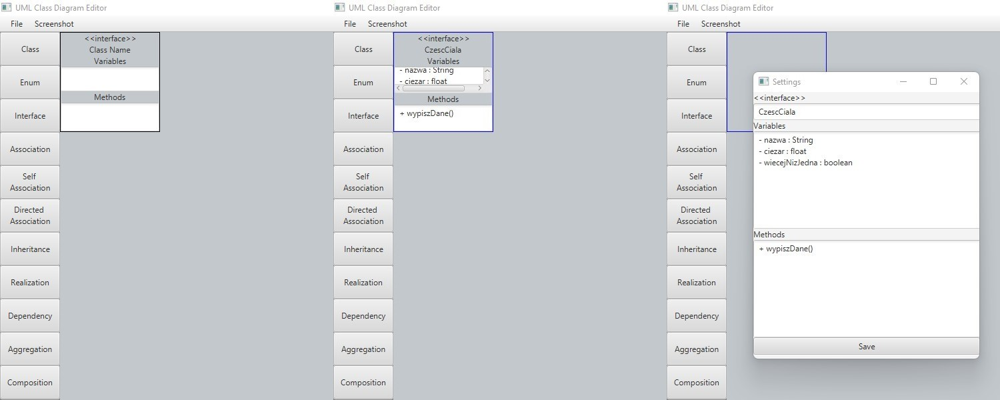 UML Class Diagram Editor
File Screenshot
Class
Enum
Interface
Association
Self
Association
Directed
Association
Inheritance
Realization
Dependency
Aggregation
Composition
<<interface>>
Class Name
Variables
Methods
UML Class Diagram Editor
File Screenshot
Class
Enum
Interface
Association
Self
Association
Directed
Association
Inheritance
Realization
Dependency
Aggregation
Composition
<<interface>>
CzescCiala
Variables
- nazwa : String
- ciezar : float
Methods
+ wypiszDane()
UML Class Diagram Editor
File Screenshot
Class
Enum
Interface
Association
Self
Association
Directed
Association
Inheritance
Realization
Dependency
Aggregation
Composition
Settings
<<interface>>
CzescCiala
Variables
- nazwa : String
- ciezar : float
- wiecejNizJedna : boolean
Methods
+ wypiszDane()
Save